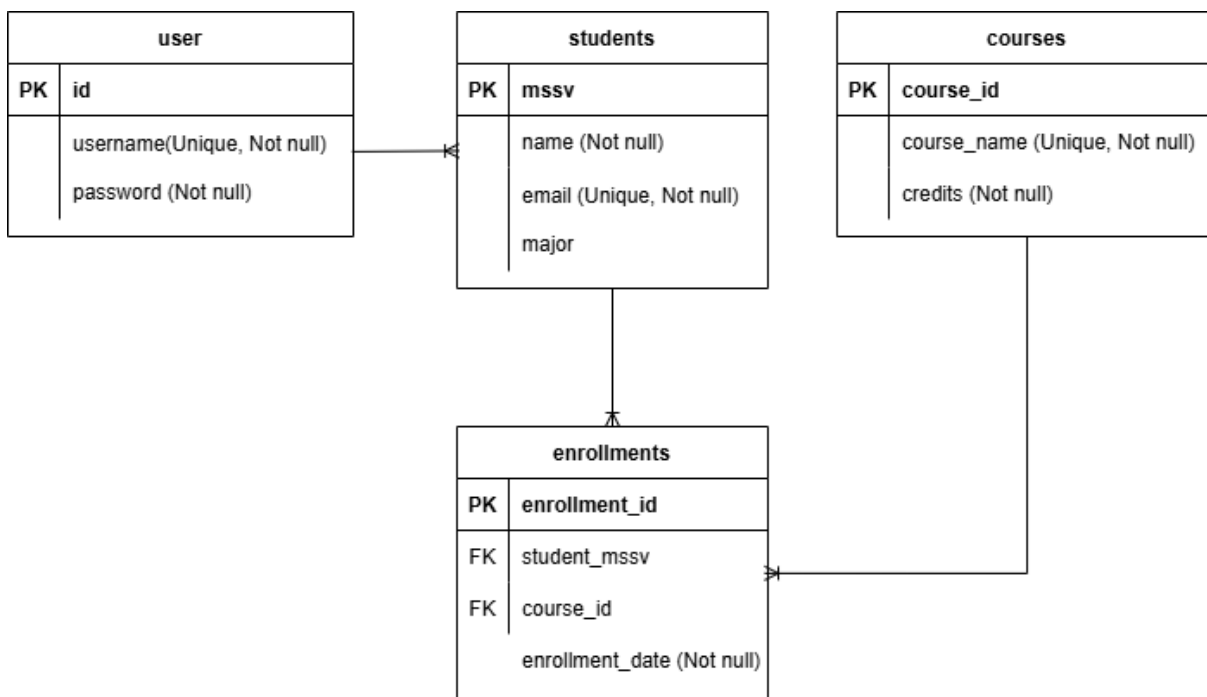 user
PK id
username(Unique, Not null)
password (Not null)
students
PK mssv
name (Not null)
email (Unique, Not null)
major
courses
PK course_id
course_name (Unique, Not null)
credits (Not null)
enrollments
PK enrollment_id
FK student_mssv
FK course_id
enrollment_date (Not null)